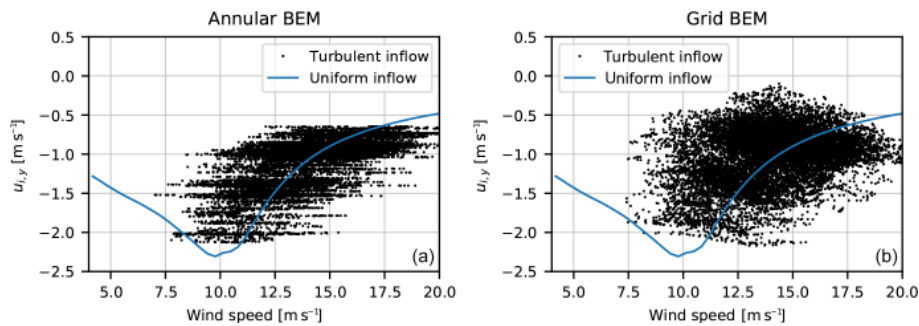 Annular BEM
0.5
0.0
−0.5
−1.0
−1.5
−2.0
−2.5
u_{i,y} [m s⁻¹]
Turbulent inflow
Uniform inflow
(a)
5.0 7.5 10.0 12.5 15.0 17.5 20.0
Wind speed [m s⁻¹]
Grid BEM
0.5
0.0
−0.5
−1.0
−1.5
−2.0
−2.5
u_{i,y} [m s⁻¹]
Turbulent inflow
Uniform inflow
(b)
5.0 7.5 10.0 12.5 15.0 17.5 20.0
Wind speed [m s⁻¹]